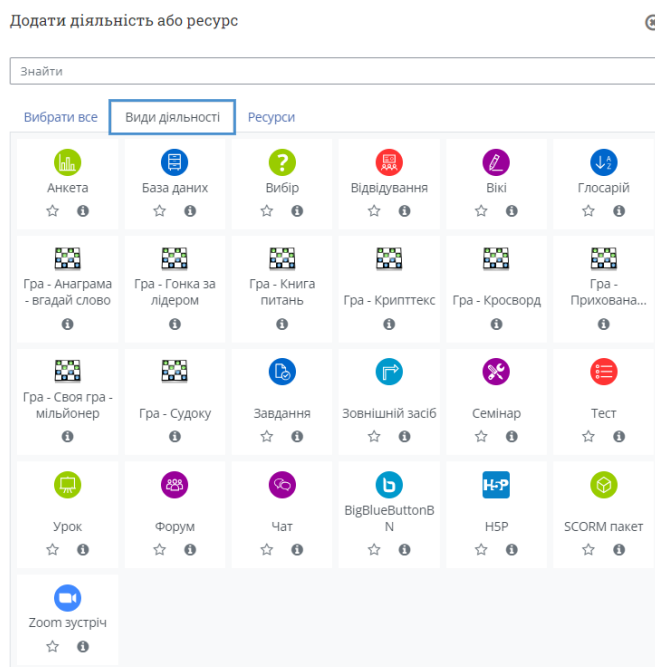 Додати діяльність або ресурс
Знайти
Вибрати все Види діяльності Ресурси
Анкета База даних Вибір Відвідування Вікі Глосарій
Гра - Анаграма - вгадай слово
Гра - Гонка за лідером
Гра - Книга питань
Гра - Крипттекс
Гра - Кросворд
Гра - Прихована...
Гра - Своя гра - мільйонер
Гра - Судоку
Завдання
Зовнішній засіб
Семінар
Тест
Урок
Форум
Чат
BigBlueButtonB
N
H5P
H-P
SCORM пакет
Zoom зустріч